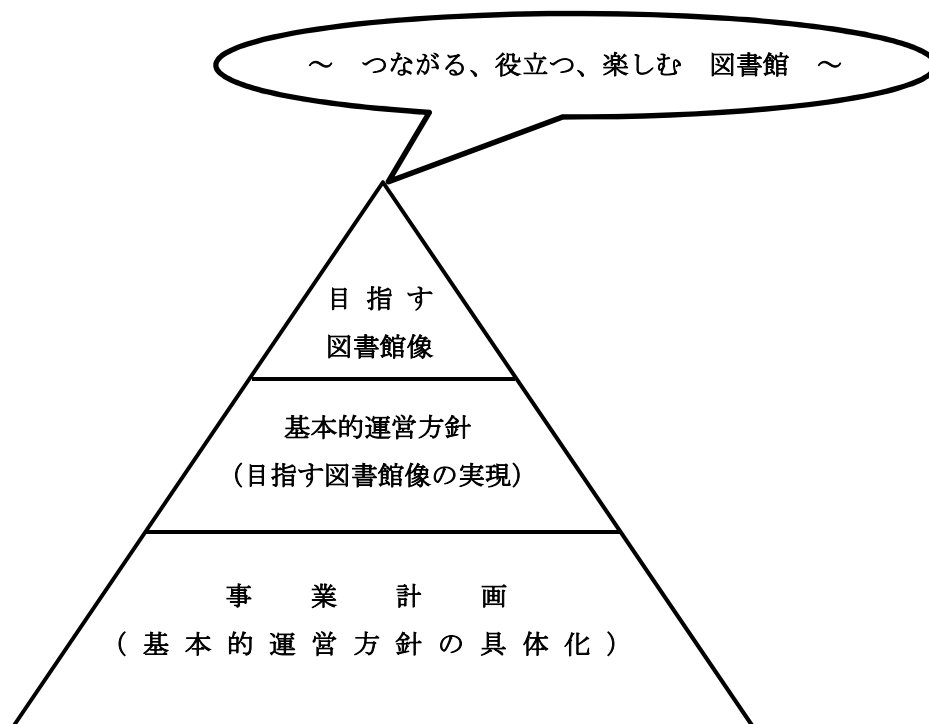 ～　つながる、役立つ、楽しむ　図書館　～
目 指 す
図書館像
基本的運営方針
（目指す図書館像の実現）
事　業　計　画
（ 基 本 的 運 営 方 針 の 具 体 化 ）